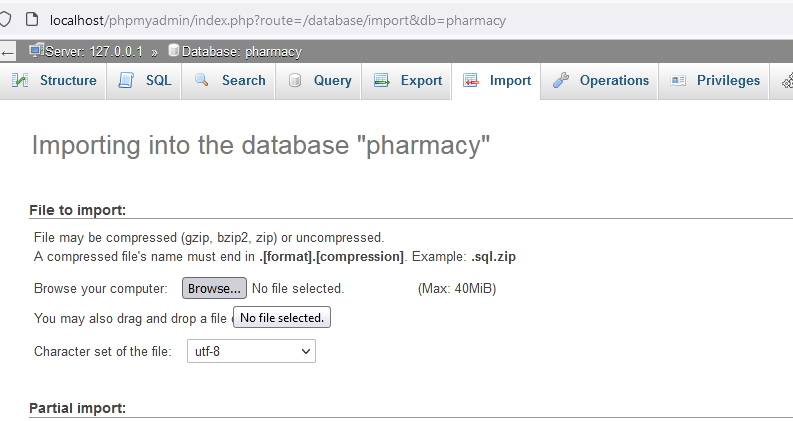 localhost/phpmyadmin/index.php?route=/database/import&db=pharmacy
Server: 127.0.0.1 » Database: pharmacy
Structure SQL Search Query Export Import Operations Privileges
Importing into the database "pharmacy"
File to import:
File may be compressed (gzip, bzip2, zip) or uncompressed.
A compressed file's name must end in .[format].[compression]. Example: .sql.zip
Browse your computer: Browse... No file selected. (Max: 40MiB)
You may also drag and drop a file
No file selected.
Character set of the file: utf-8
Partial import: